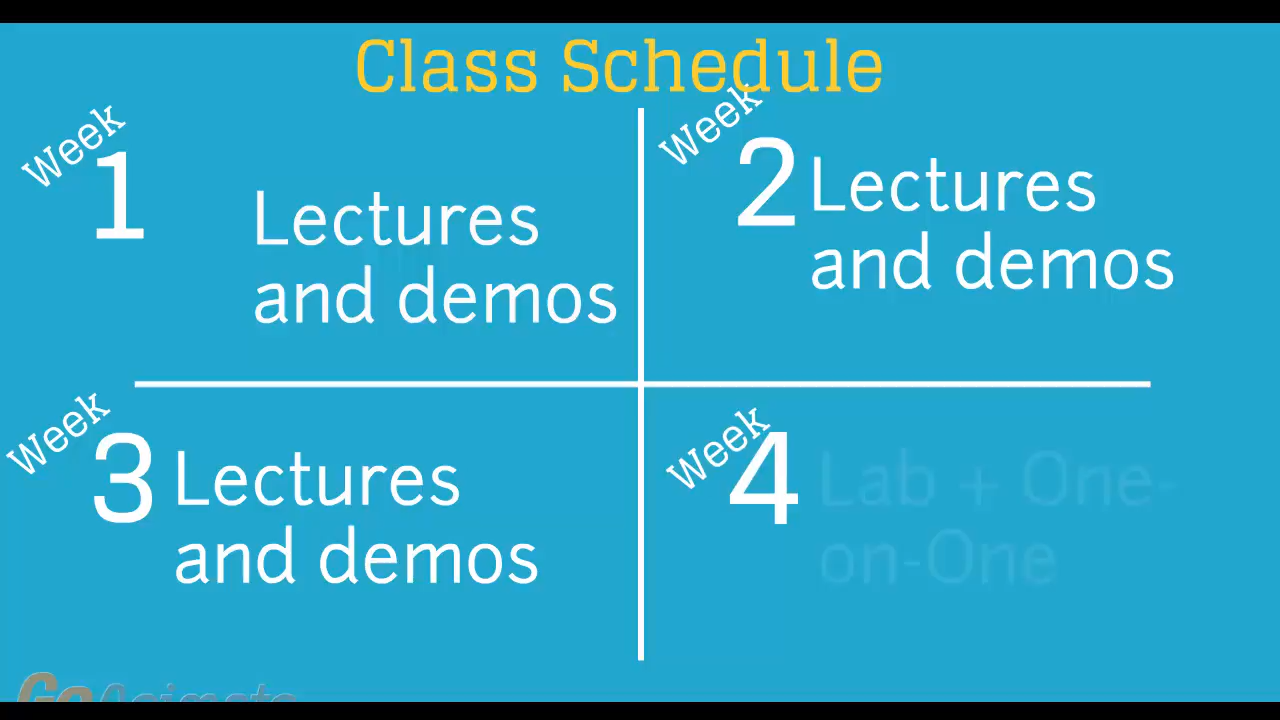 Class Schedule
Week
1
Lectures
and demos
Week
2
Lectures
and demos
Week
3
Lectures
and demos
Week
4
Lab + One-
on-One
GoAnimate